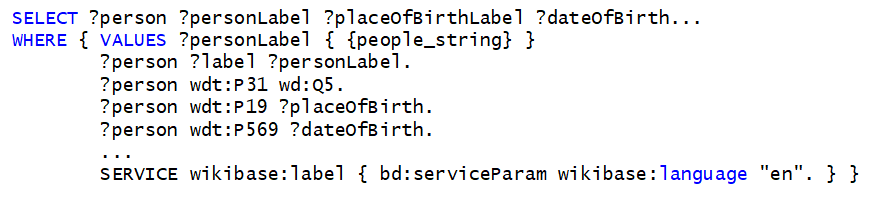 SELECT ?person ?personLabel ?placeOfBirthLabel ?dateOfBirth...
WHERE { VALUES ?personLabel { {people_string} }
?person ?label ?personLabel.
?person wdt:P31 wd:Q5.
?person wdt:P19 ?placeOfBirth.
?person wdt:P569 ?dateOfBirth.
...
SERVICE wikibase:label { bd:serviceParam wikibase:language "en". } }